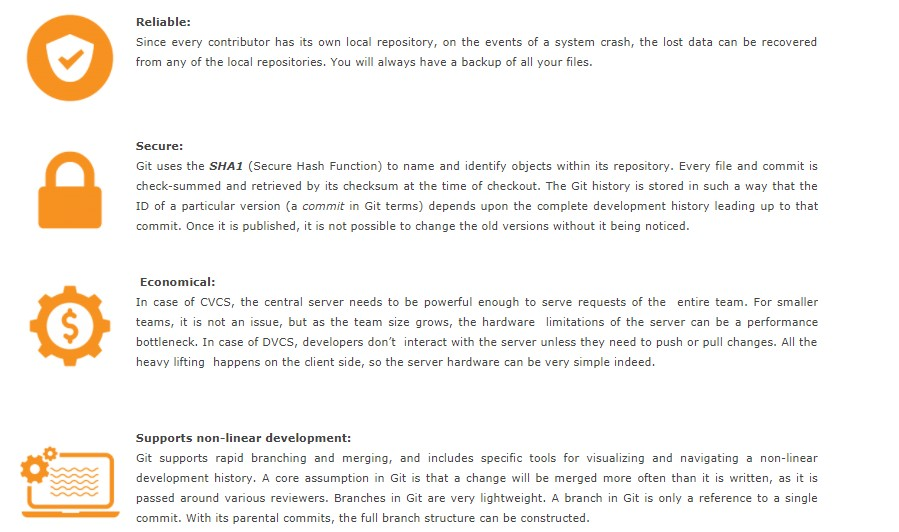 Reliable:
Since every contributor has its own local repository, on the events of a system crash, the lost data can be recovered
from any of the local repositories. You will always have a backup of all your files.
Secure:
Git uses the SHA1 (Secure Hash Function) to name and identify objects within its repository. Every file and commit is
check-summed and retrieved by its checksum at the time of checkout. The Git history is stored in such a way that the
ID of a particular version (a commit in Git terms) depends upon the complete development history leading up to that
commit. Once it is published, it is not possible to change the old versions without it being noticed.
Economical:
In case of CVCS, the central server needs to be powerful enough to serve requests of the entire team. For smaller
teams, it is not an issue, but as the team size grows, the hardware limitations of the server can be a performance
bottleneck. In case of DVCS, developers don’t interact with the server unless they need to push or pull changes. All the
heavy lifting happens on the client side, so the server hardware can be very simple indeed.
Supports non-linear development:
Git supports rapid branching and merging, and includes specific tools for visualizing and navigating a non-linear
development history. A core assumption in Git is that a change will be merged more often than it is written, as it is
passed around various reviewers. Branches in Git are very lightweight. A branch in Git is only a reference to a single
commit. With its parental commits, the full branch structure can be constructed.